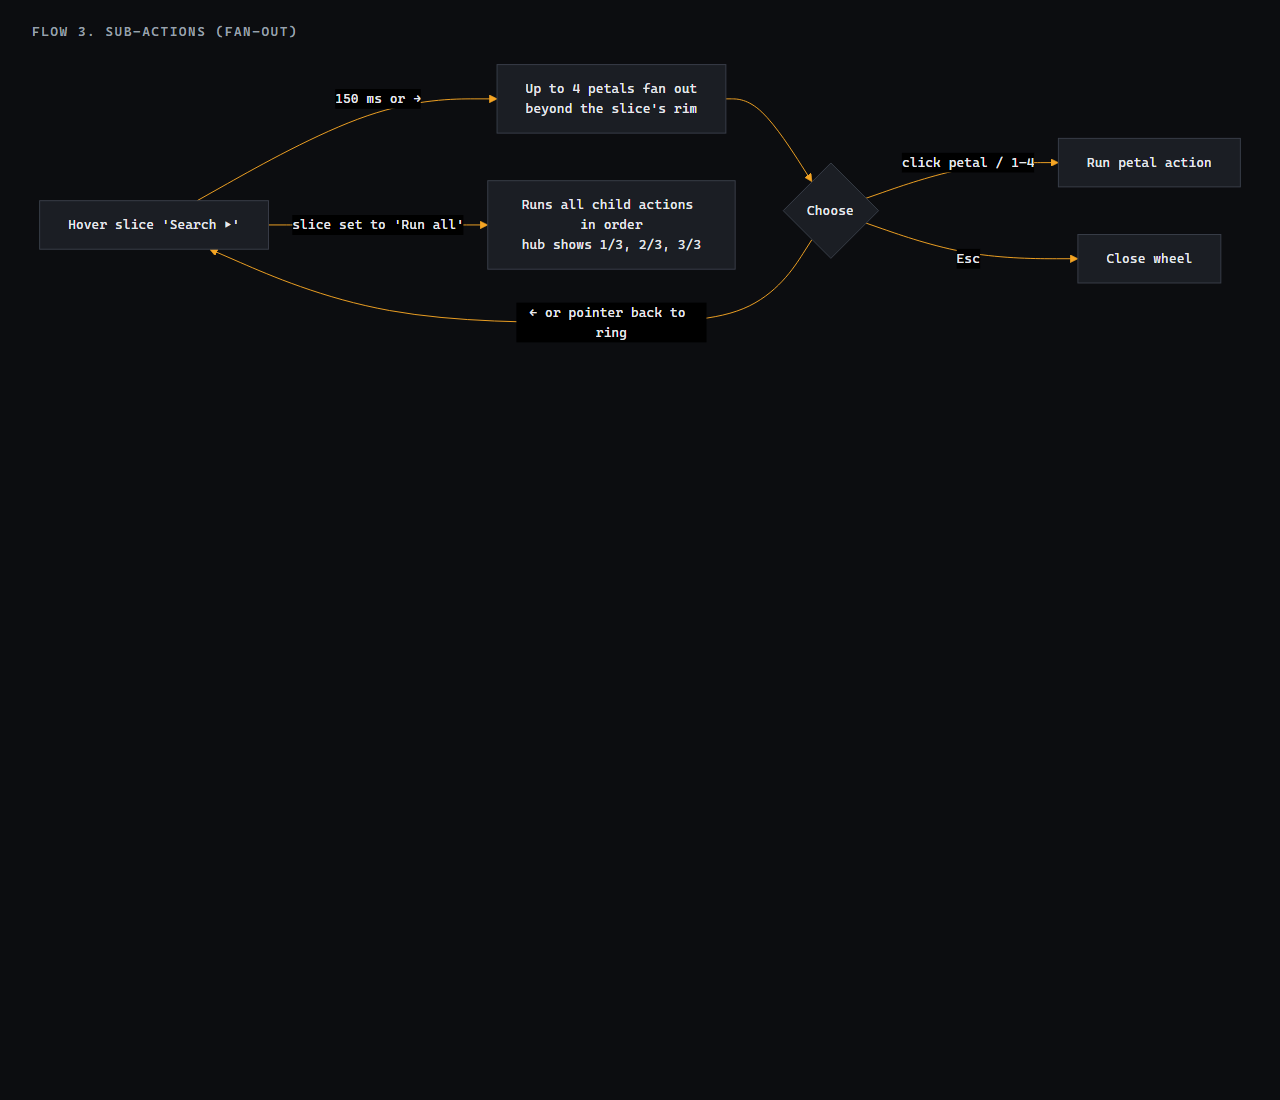 FLOW 3. SUB-ACTIONS (FAN-OUT)
150 ms or →
Up to 4 petals fan out
beyond the slice's rim
Hover slice 'Search ▸'
slice set to 'Run all'
Runs all child actions
in order
hub shows 1/3, 2/3, 3/3
← or pointer back to
ring
Choose
click petal / 1–4
Run petal action
Esc
Close wheel